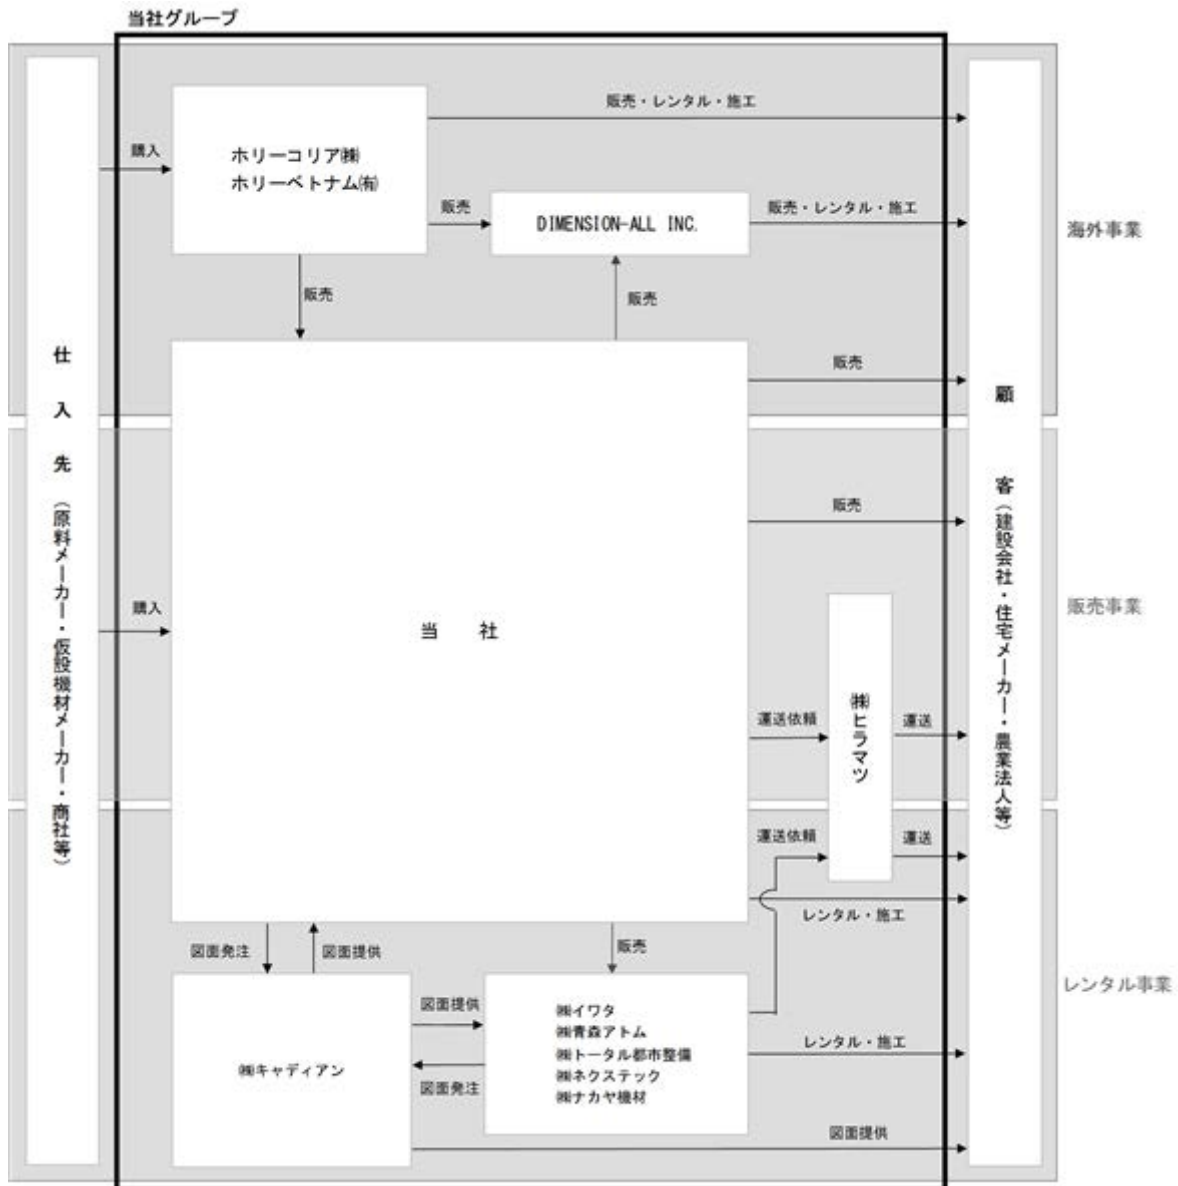 当社グループ
販売・レンタル・施工
購入
ホリーコリア㈱
ホリーベトナム㈲
販売
DIMENSION-ALL INC.
販売・レンタル・施工
海外事業
販売
販売
販売
仕入先（原料メーカー・仮設機材メーカー・商社等）
顧客（建設会社・住宅メーカー・農業法人等）
販売
販売事業
購入
当　社
㈱ヒラマツ
運送依頼
運送
運送依頼
運送
レンタル・施工
図面発注
図面提供
販売
レンタル事業
図面提供
㈱キャディアン
図面発注
㈱イワタ
㈱青森アトム
㈱トータル都市整備
㈱ネクステック
㈱ナカヤ機材
レンタル・施工
図面提供